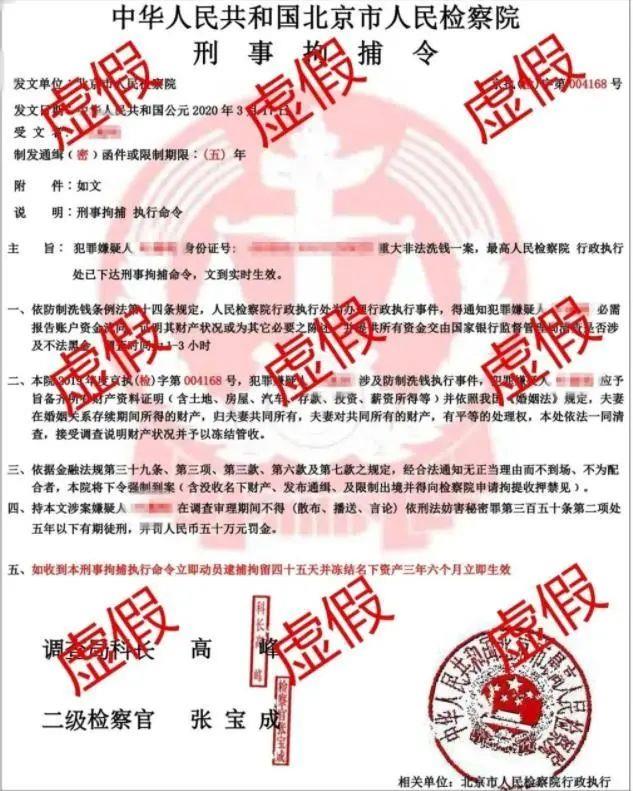 中华人民共和国北京市人民检察院
刑事拘捕令
发文单位:北京市人民检察院 京执(检)字第004168号
发文日期:中华人民共和国公元2020年3月17日
受文者:
制发通缉(密)函件或限制期限:(五)年
附件:如文
说明:刑事拘捕 执行命令
主旨:犯罪嫌疑人 身份证号: 重大非法洗钱一案,最高人民检察院 行政执行
处已下达刑事拘捕命令,文到实时生效。
一、依防制洗钱条例法第十四条规定,人民检察院行政执行处为办理行政执行事件,得通知犯罪嫌疑人 必需
报告账户资金流向、证明其财产状况或为其它必要之陈述,并提供所有资金交由国家银行监督管理局清查是否涉
及不法黑金, 时间为:1-3小时
二、本院2019年度京执(检)字第004168号,犯罪嫌疑人 涉及防制洗钱执行事件,犯罪嫌疑人 应予
旨备齐所有财产资料证明(含土地、房屋、汽车、存款、投资、薪资所得等)并依照我国《婚姻法》规定,夫妻
在婚姻关系存续期间所得的财产,归夫妻共同所有,夫妻对共同所有的财产,有平等的处理权,本处依法一同清
查,接受调查说明财产状况并予以冻结管收。
三、依据金融法规第三十九条、第三项、第三款、第六款及第七款之规定,经合法通知无正当理由而不到场、不为配
合者,本院将下令强制到案(含没收名下财产、发布通缉、及限制出境并得向检察院申请拘提收押禁见)。
四、持本文涉案嫌疑人 在调查审理期间不得(散布、播送、言论)依刑法妨害秘密罪第三百五十条第二项处
五年以下有期徒刑,并罚人民币五十万元罚金。
五、如收到本刑事拘捕执行命令立即动员逮捕拘留四十五天并冻结名下资产三年六个月立即生效
调查局科长 高峰
科长高峰
二级检察官 张宝成
检察官张宝成
中华人民共和国北京市人民检察院
相关单位:北京市人民检察院行政执行
虚假
虚假
虚假
虚假
虚假
虚假
虚假
虚假
虚假